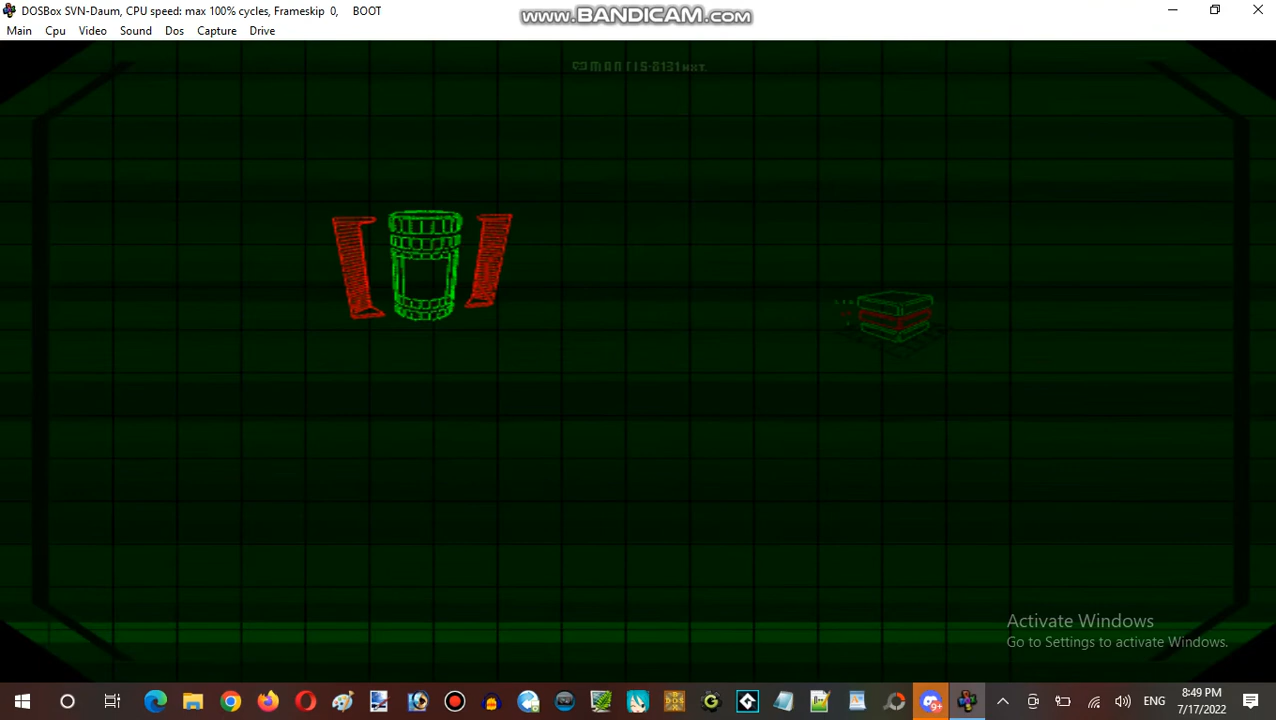 DOSBox SVN-Daum, CPU speed: max 100% cycles, Frameskip 0, BOOT
www.BANDICAM.com
Main Cpu Video Sound Dos Capture Drive
Activate Windows
Go to Settings to activate Windows.
9+
ENG
8:49 PM
7/17/2022